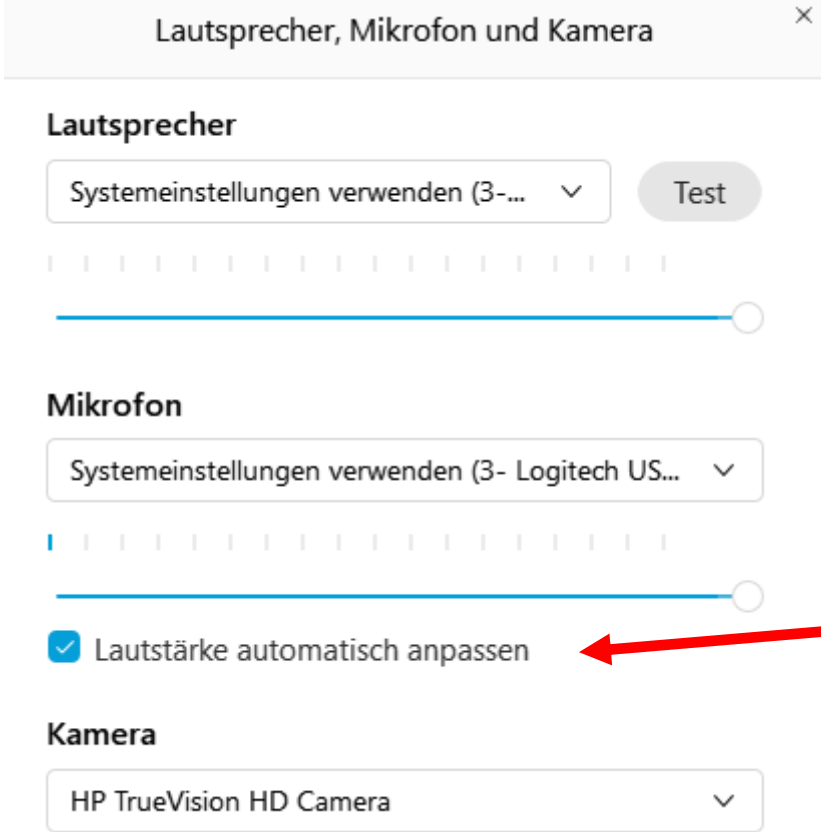 Lautsprecher, Mikrofon und Kamera
Lautsprecher
Systemeinstellungen verwenden (3-...
Test
Mikrofon
Systemeinstellungen verwenden (3- Logitech US...
Lautstärke automatisch anpassen
Kamera
HP TrueVision HD Camera